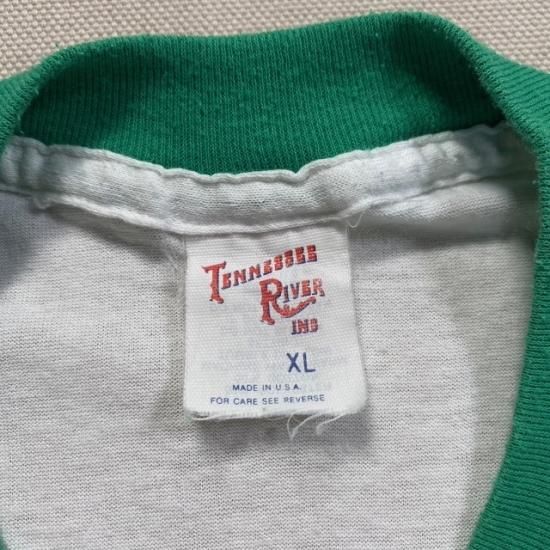 TENNESSEE
RIVER
INC
XL
MADE IN U.S.A.
FOR CARE SEE REVERSE